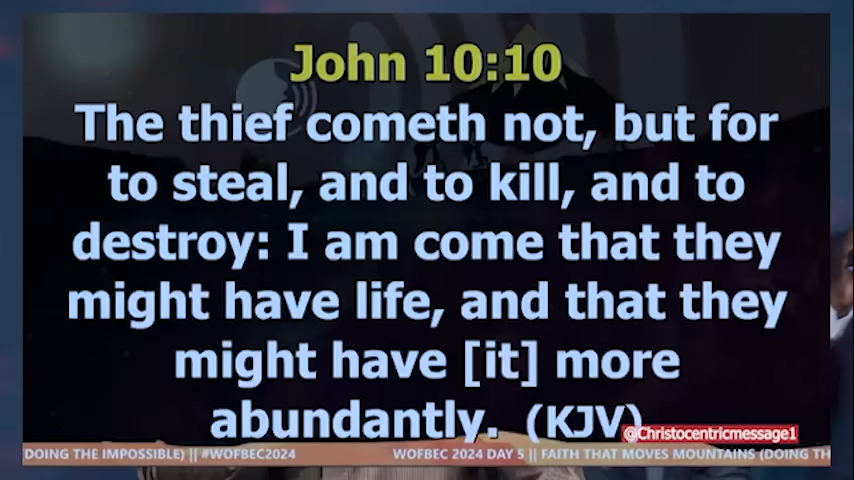 John 10:10
The thief cometh not, but for
to steal, and to kill, and to
destroy: I am come that they
might have life, and that they
might have [it] more
abundantly. (KJV)
@Christocentricmessage1
DOING THE IMPOSSIBLE) || #WOFBEC2024 WOFBEC 2024 DAY 5 || FAITH THAT MOVES MOUNTAINS (DOING TH